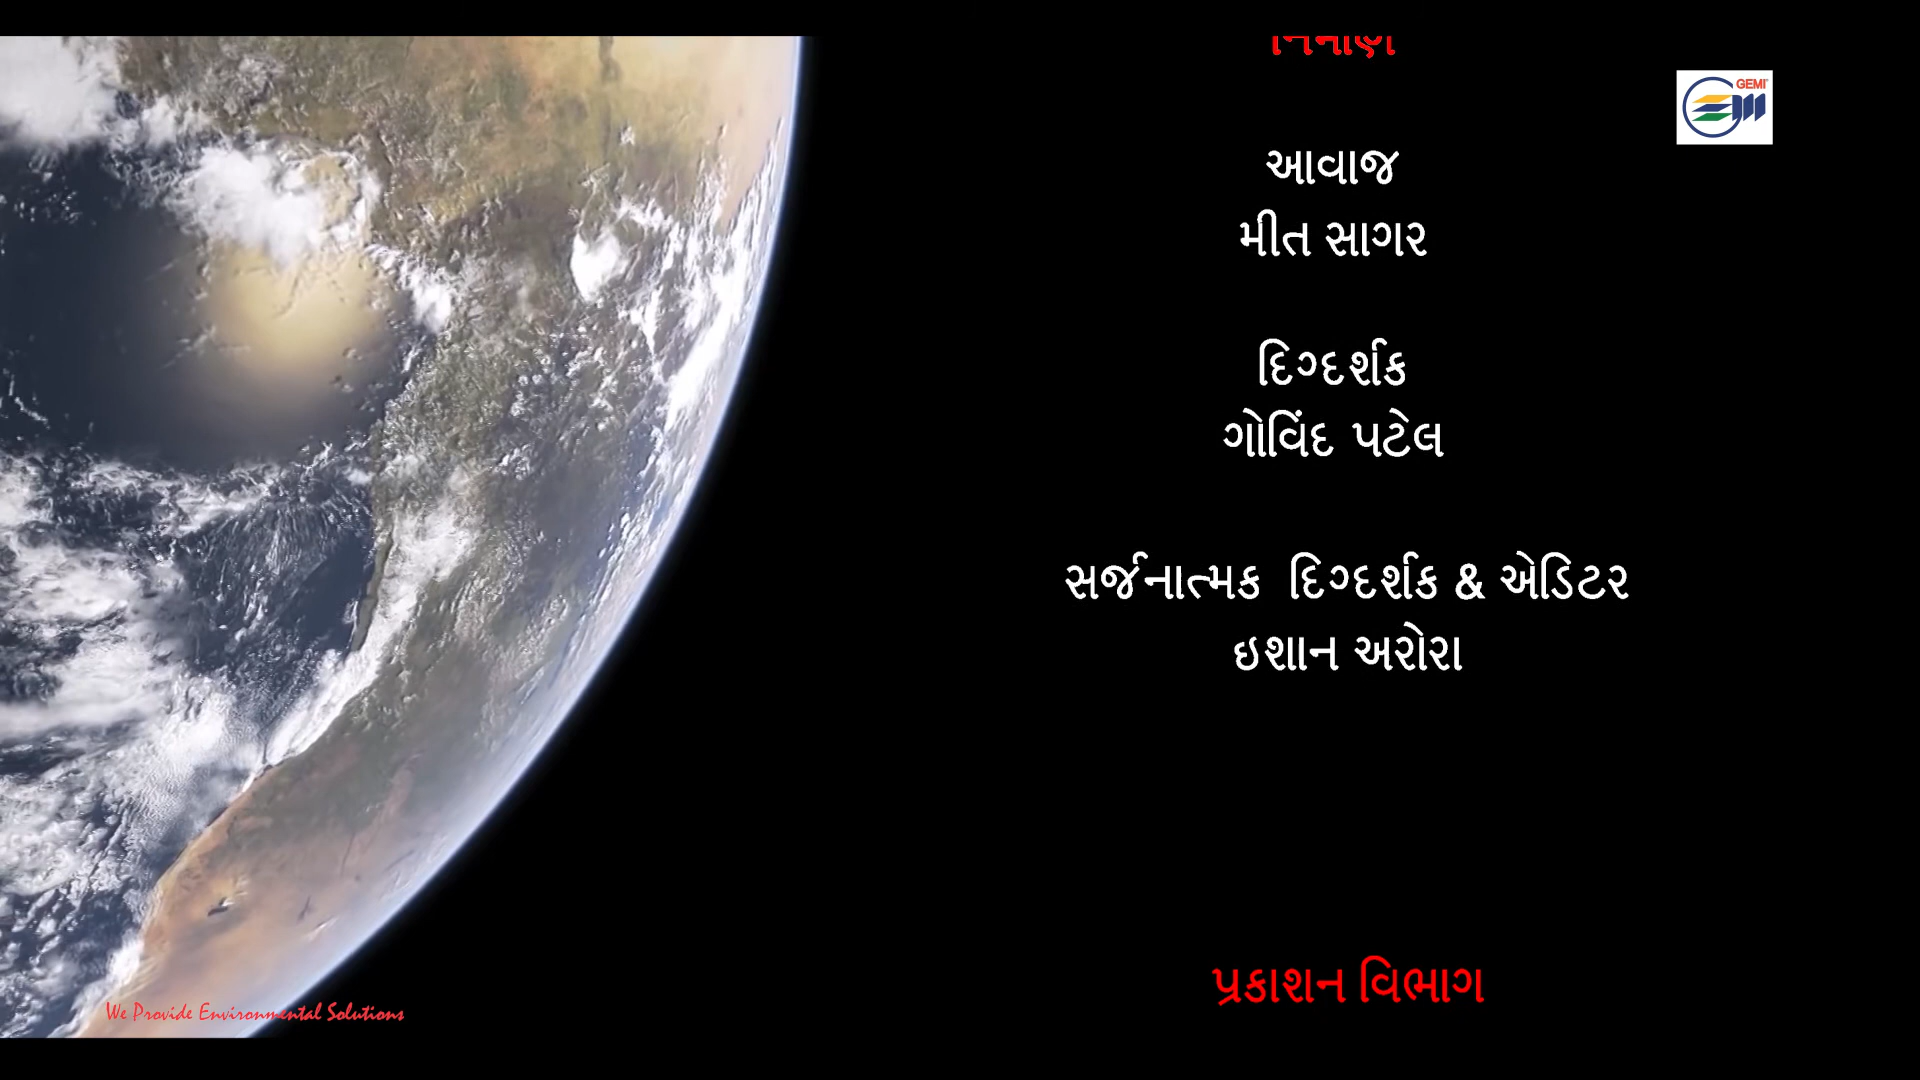 નિર્માણ
GEMI
આવાજ
મીત સાગર
દિગ્દર્શક
ગોવિંદ પટેલ
સર્જનાત્મક દિગ્દર્શક & એડિટર
ઇશાન અરોરા
પ્રકાશન વિભાગ
We Provide Environmental Solutions